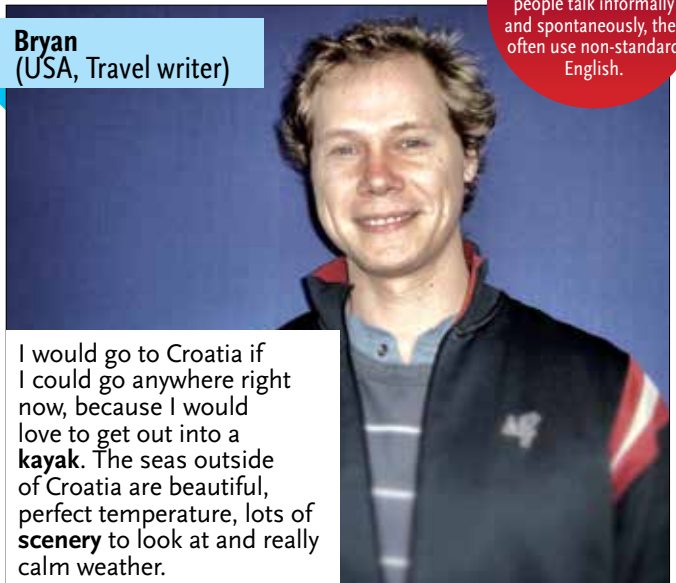 Bryan
(USA, Travel writer)
people talk informally
and spontaneously, the
often use non-standard
English.
I would go to Croatia if
I could go anywhere right
now, because I would
love to get out into a
kayak. The seas outside
of Croatia are beautiful,
perfect temperature, lots of
scenery to look at and really
calm weather.